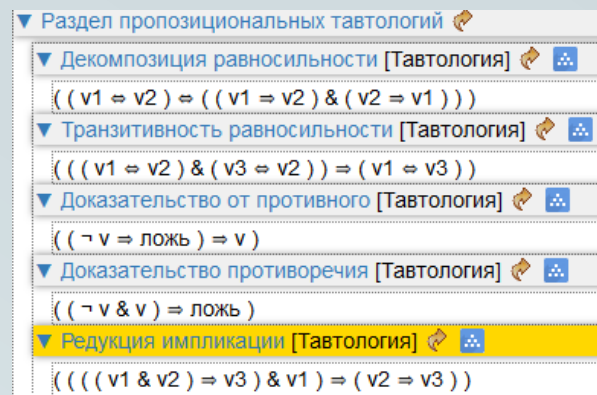 Раздел пропозициональных тавтологий
Декомпозиция равносильности [Тавтология]
( ( v1 ⇔ v2 ) ⇔ ( ( v1 ⇒ v2 ) & ( v2 ⇒ v1 ) ) )
Транзитивность равносильности [Тавтология]
( ( ( v1 ⇔ v2 ) & ( v3 ⇔ v2 ) ) ⇒ ( v1 ⇔ v3 ) )
Доказательство от противного [Тавтология]
( ( ¬ v ⇒ ложь ) ⇒ v )
Доказательство противоречия [Тавтология]
( ( ¬ v & v ) ⇒ ложь )
Редукция импликации [Тавтология]
( ( ( ( v1 & v2 ) ⇒ v3 ) & v1 ) ⇒ ( v2 ⇒ v3 ) )